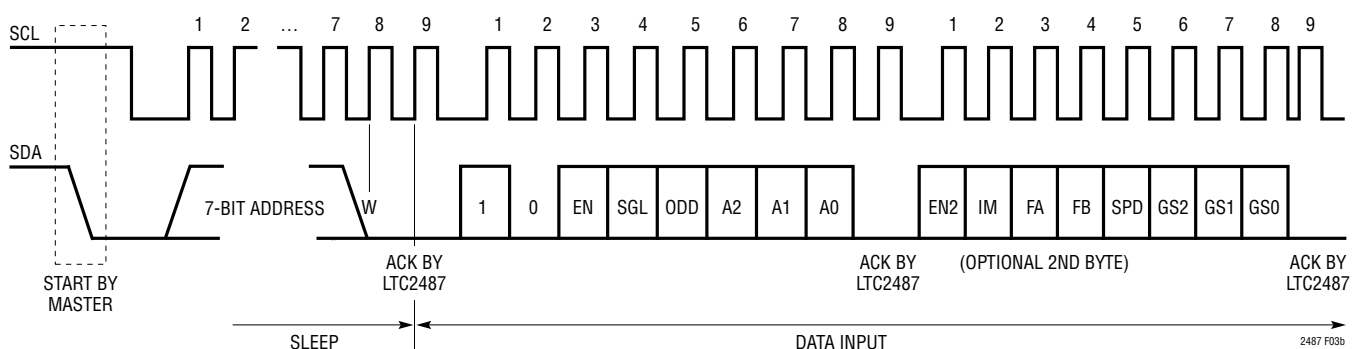 1 2 … 7 8 9 1 2 3 4 5 6 7 8 9 1 2 3 4 5 6 7 8 9
SCL
SDA
7-BIT ADDRESS W 1 0 EN SGL ODD A2 A1 A0 EN2 IM FA FB SPD GS2 GS1 GS0
START BY
MASTER
ACK BY
LTC2487
ACK BY
LTC2487
(OPTIONAL 2ND BYTE)
ACK BY
LTC2487
SLEEP
DATA INPUT
2487 F03b